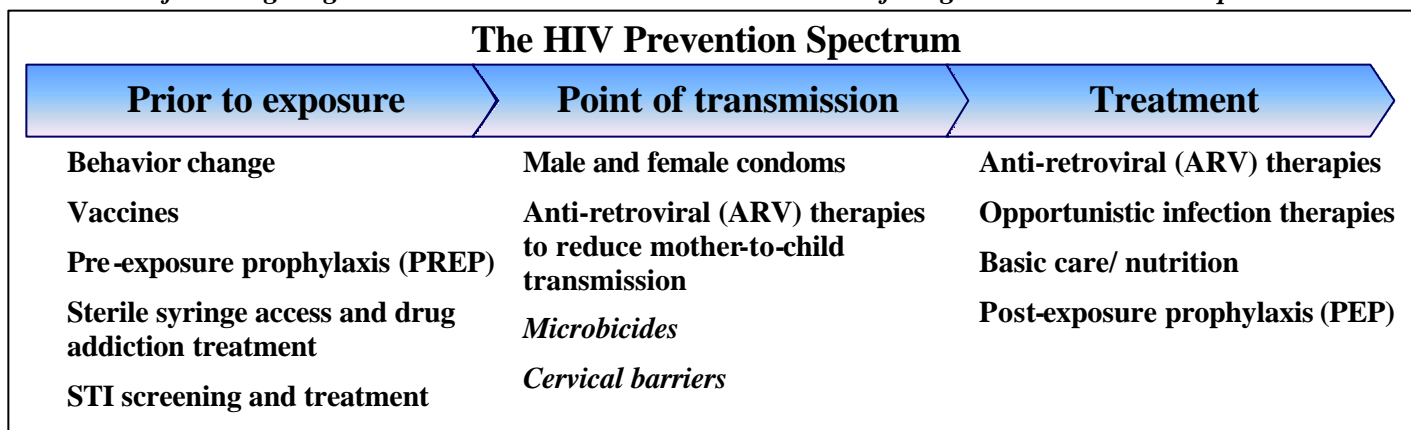 The HIV Prevention Spectrum
Prior to exposure
Point of transmission
Treatment
Behavior change
Vaccines
Pre-exposure prophylaxis (PREP)
Sterile syringe access and drug
addiction treatment
STI screening and treatment
Male and female condoms
Anti-retroviral (ARV) therapies
to reduce mother-to-child
transmission
Microbicides
Cervical barriers
Anti-retroviral (ARV) therapies
Opportunistic infection therapies
Basic care/ nutrition
Post-exposure prophylaxis (PEP)